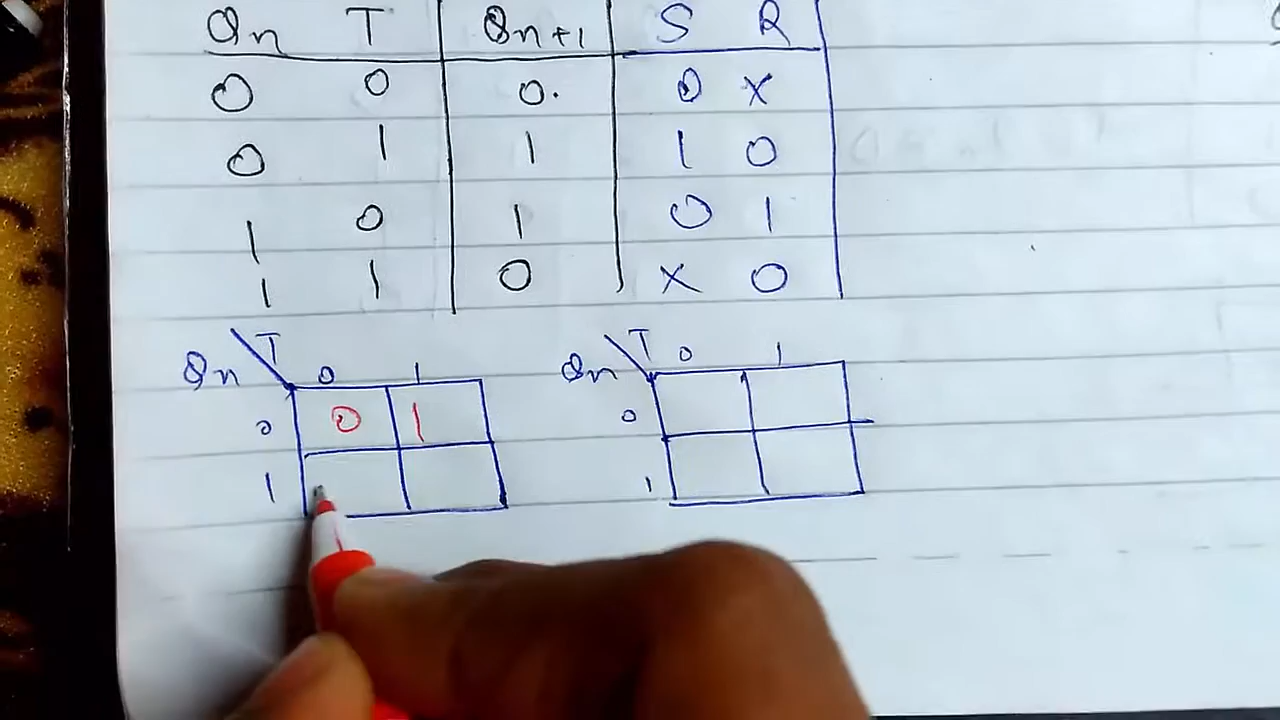 Qn T Qn+1 S R
0 0 0. 0 X
0 1 1 1 0
1 0 1 0 1
1 1 0 X 0
T T
Qn 0 1 Qn 0 1
0 0 1 0
1 1